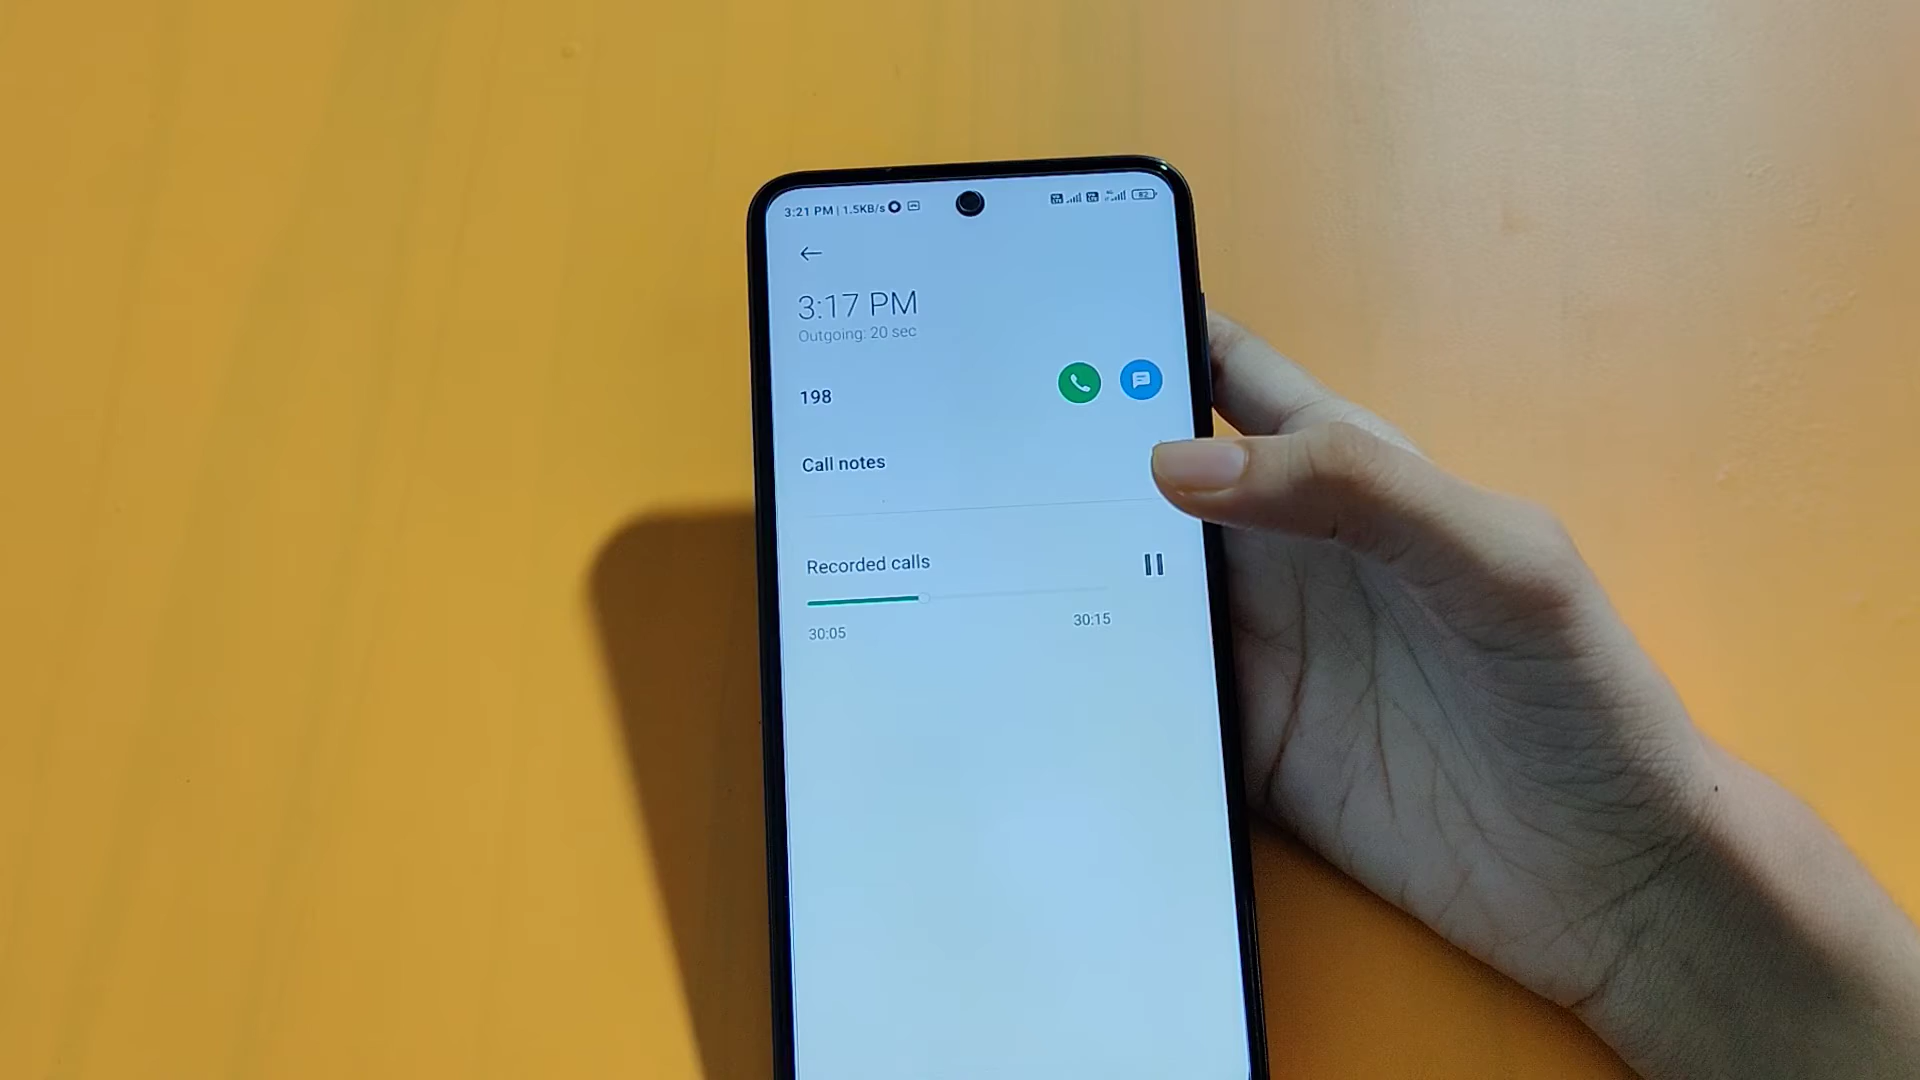 3:21 PM | 1.5KB/s
82
3:17 PM
Outgoing: 20 sec
198
Call notes
Recorded calls
30:05
30:15